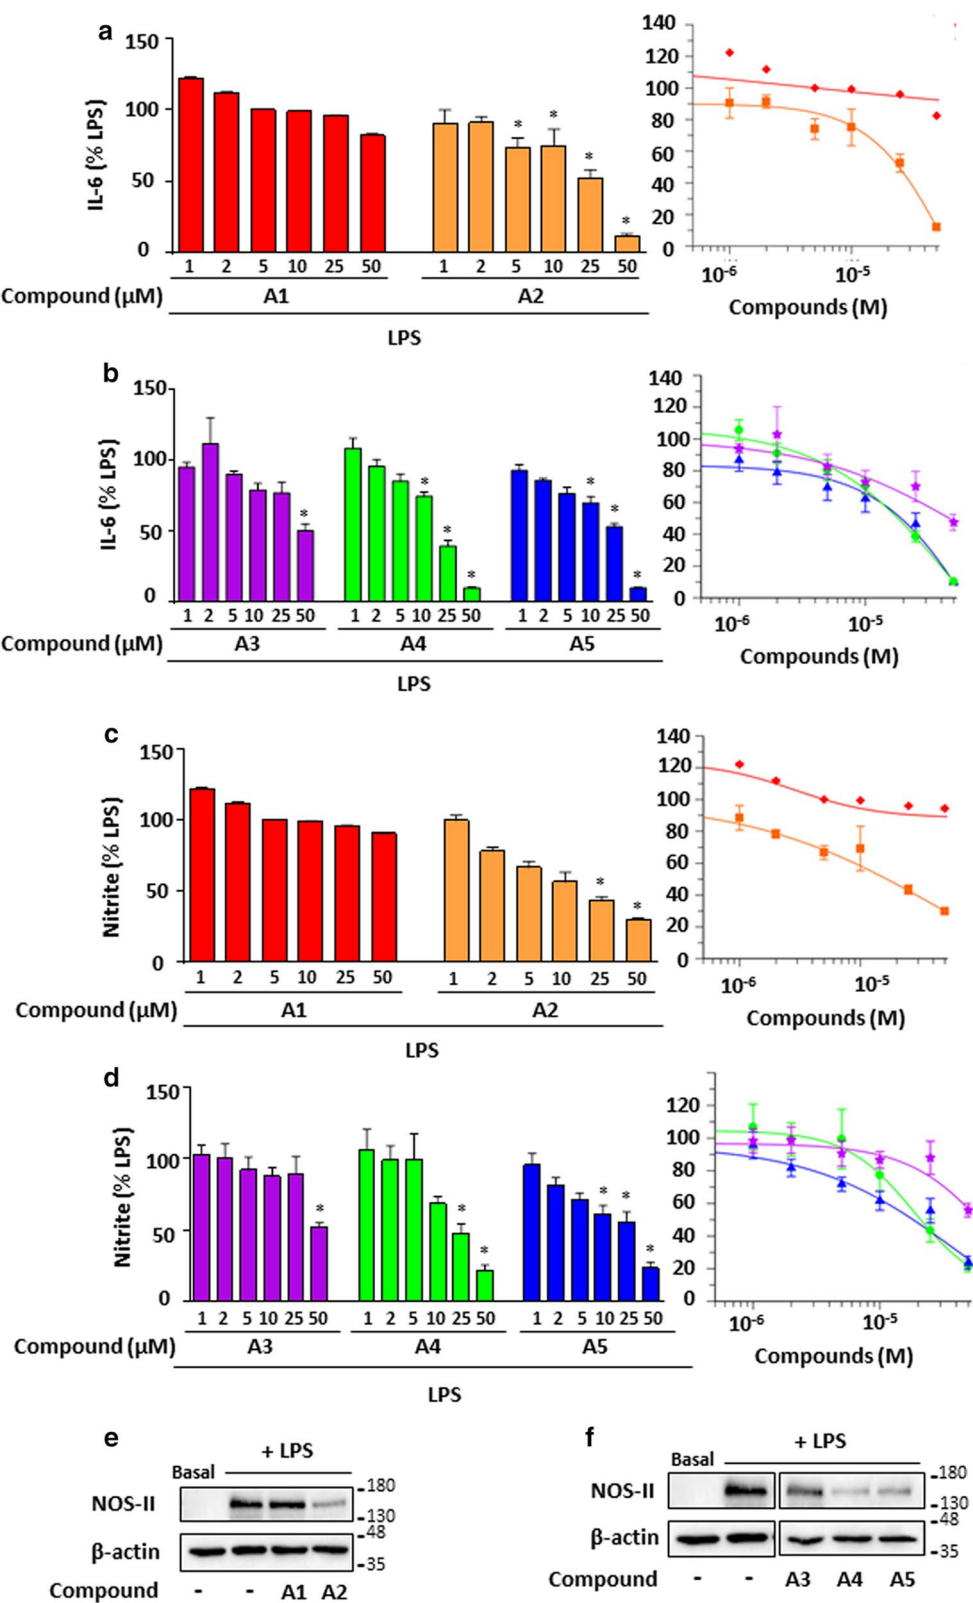 a
IL-6 (% LPS)
150
100
50
0
1 2 5 10 25 50 1 2 5 10 25 50
* * * *
Compound (µM) A1 A2
LPS
140
120
100
80
60
40
20
0
10-6 10-5
Compounds (M)
b
IL-6 (% LPS)
150
100
50
0
* * * * * * *
1 2 5 10 25 50 1 2 5 10 25 50 1 2 5 10 25 50
Compound (µM) A3 A4 A5
LPS
140
120
100
80
60
40
20
0
10-6 10-5
Compounds (M)
c
Nitrite (% LPS)
150
100
50
0
* *
1 2 5 10 25 50 1 2 5 10 25 50
Compound (µM) A1 A2
LPS
140
120
100
80
60
40
20
0
10-6 10-5
Compounds (M)
d
Nitrite (% LPS)
150
100
50
0
* * * * * *
1 2 5 10 25 50 1 2 5 10 25 50 1 2 5 10 25 50
Compound (µM) A3 A4 A5
LPS
120
100
80
60
40
20
0
10-6 10-5
Compounds (M)
e
+ LPS
Basal
NOS-II
-180
-130
β-actin
-48
-35
Compound - - A1 A2
f
+ LPS
Basal
NOS-II
-180
-130
β-actin
-48
-35
Compound - - A3 A4 A5